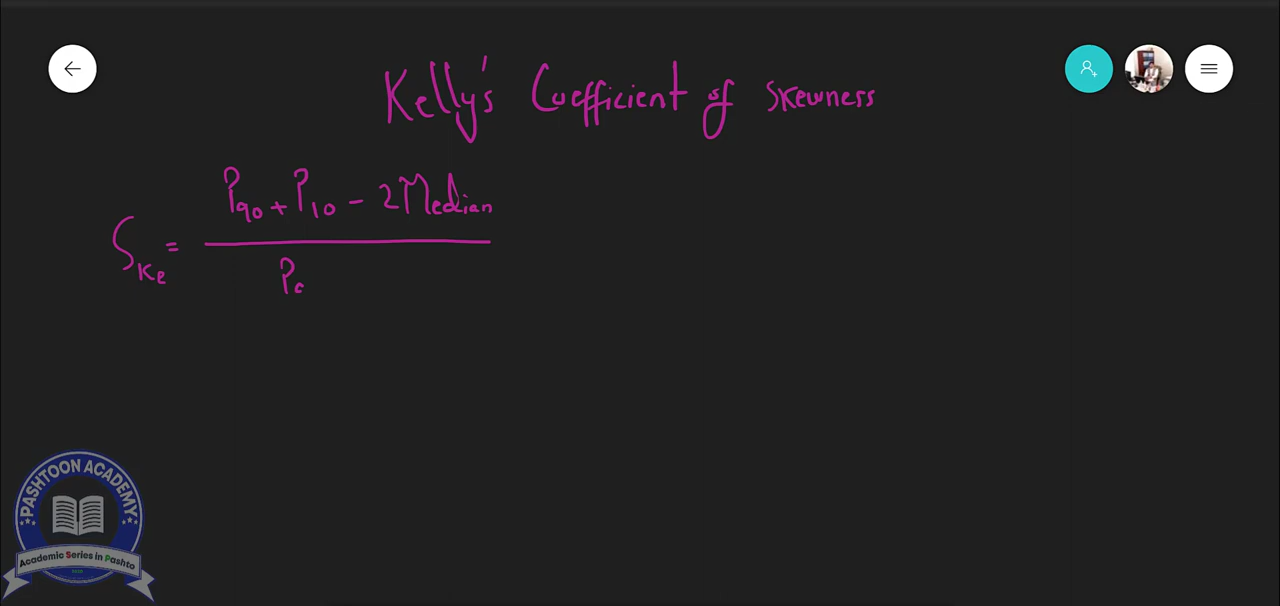 Kelly's Coefficient of Skewness
P90 + P10 - 2Median
SKe =
P
PASHTOON ACADEMY
Academic Series in Pashto